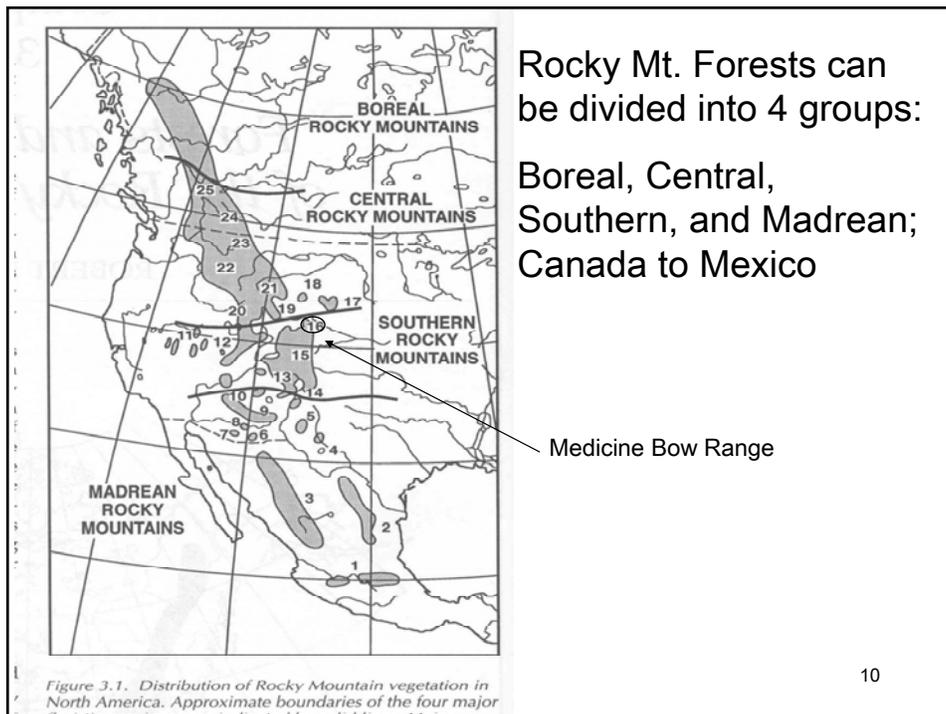 Rocky Mt. Forests can
be divided into 4 groups:
Boreal, Central,
Southern, and Madrean;
Canada to Mexico
Medicine Bow Range
BOREAL
ROCKY MOUNTAINS
CENTRAL
ROCKY MOUNTAINS
SOUTHERN
ROCKY
MOUNTAINS
MADREAN
ROCKY
MOUNTAINS
25
24
23
22
21
18
17
19
20
16
11
12
15
13
14
10
9
8
7
6
5
4
3
2
1
Figure 3.1. Distribution of Rocky Mountain vegetation in
North America. Approximate boundaries of the four major
10